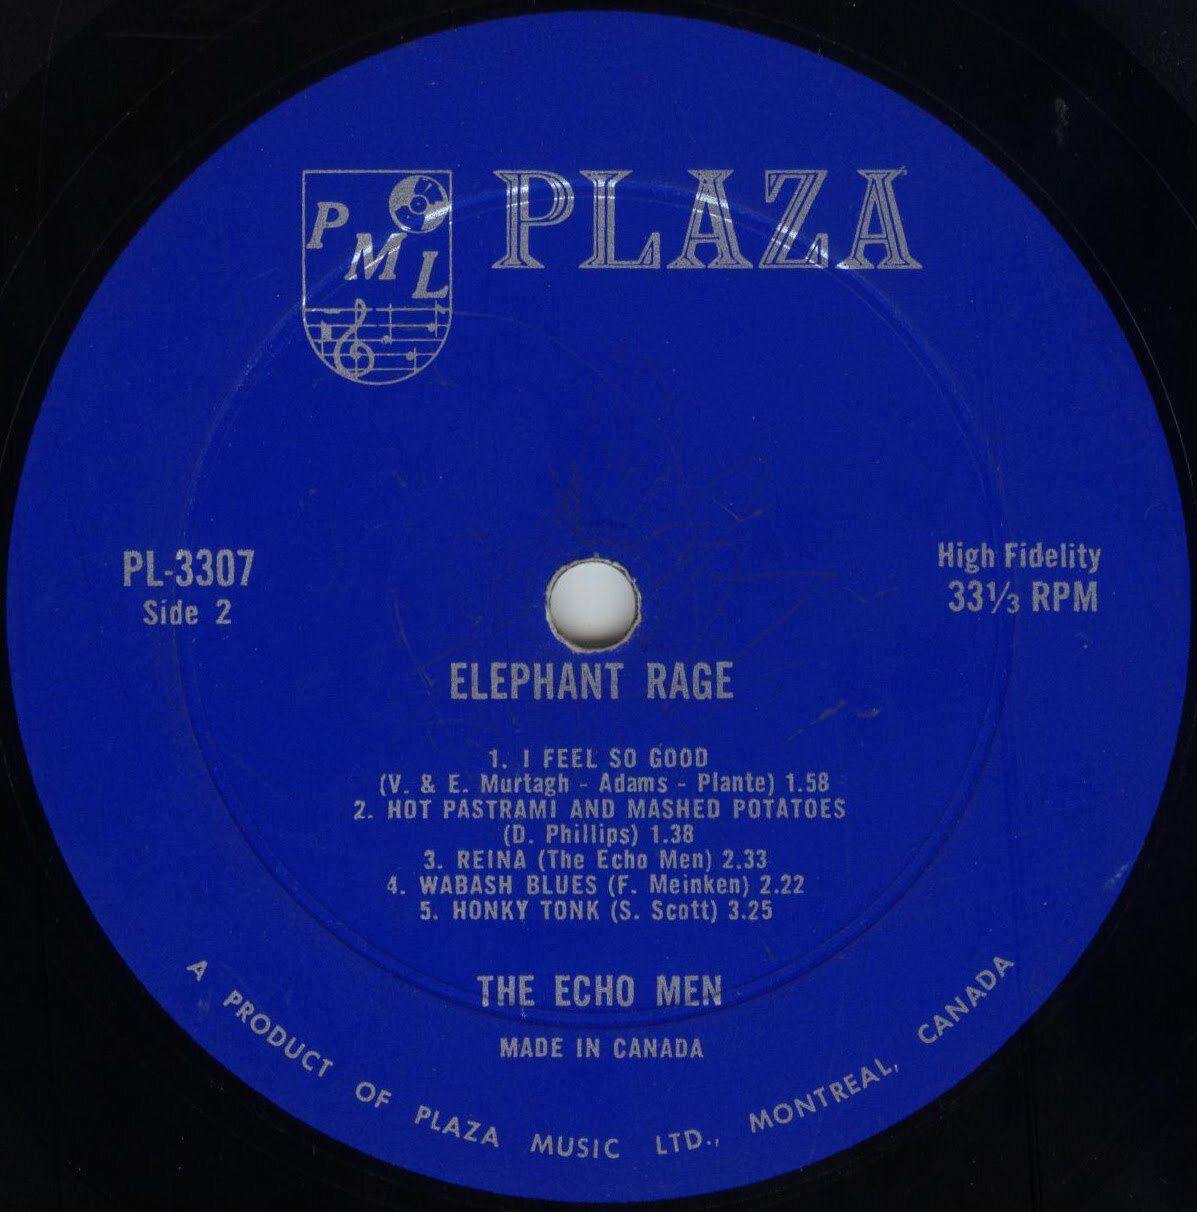 PML
PLAZA
PL-3307
Side 2
High Fidelity
33⅓ RPM
ELEPHANT RAGE
1. I FEEL SO GOOD
(V. & E. Murtagh - Adams - Plante) 1.58
2. HOT PASTRAMI AND MASHED POTATOES
(D. Phillips) 1.38
3. REINA (The Echo Men) 2.33
4. WABASH BLUES (F. Meinken) 2.22
5. HONKY TONK (S. Scott) 3.25
THE ECHO MEN
MADE IN CANADA
A PRODUCT OF PLAZA MUSIC LTD., MONTREAL, CANADA